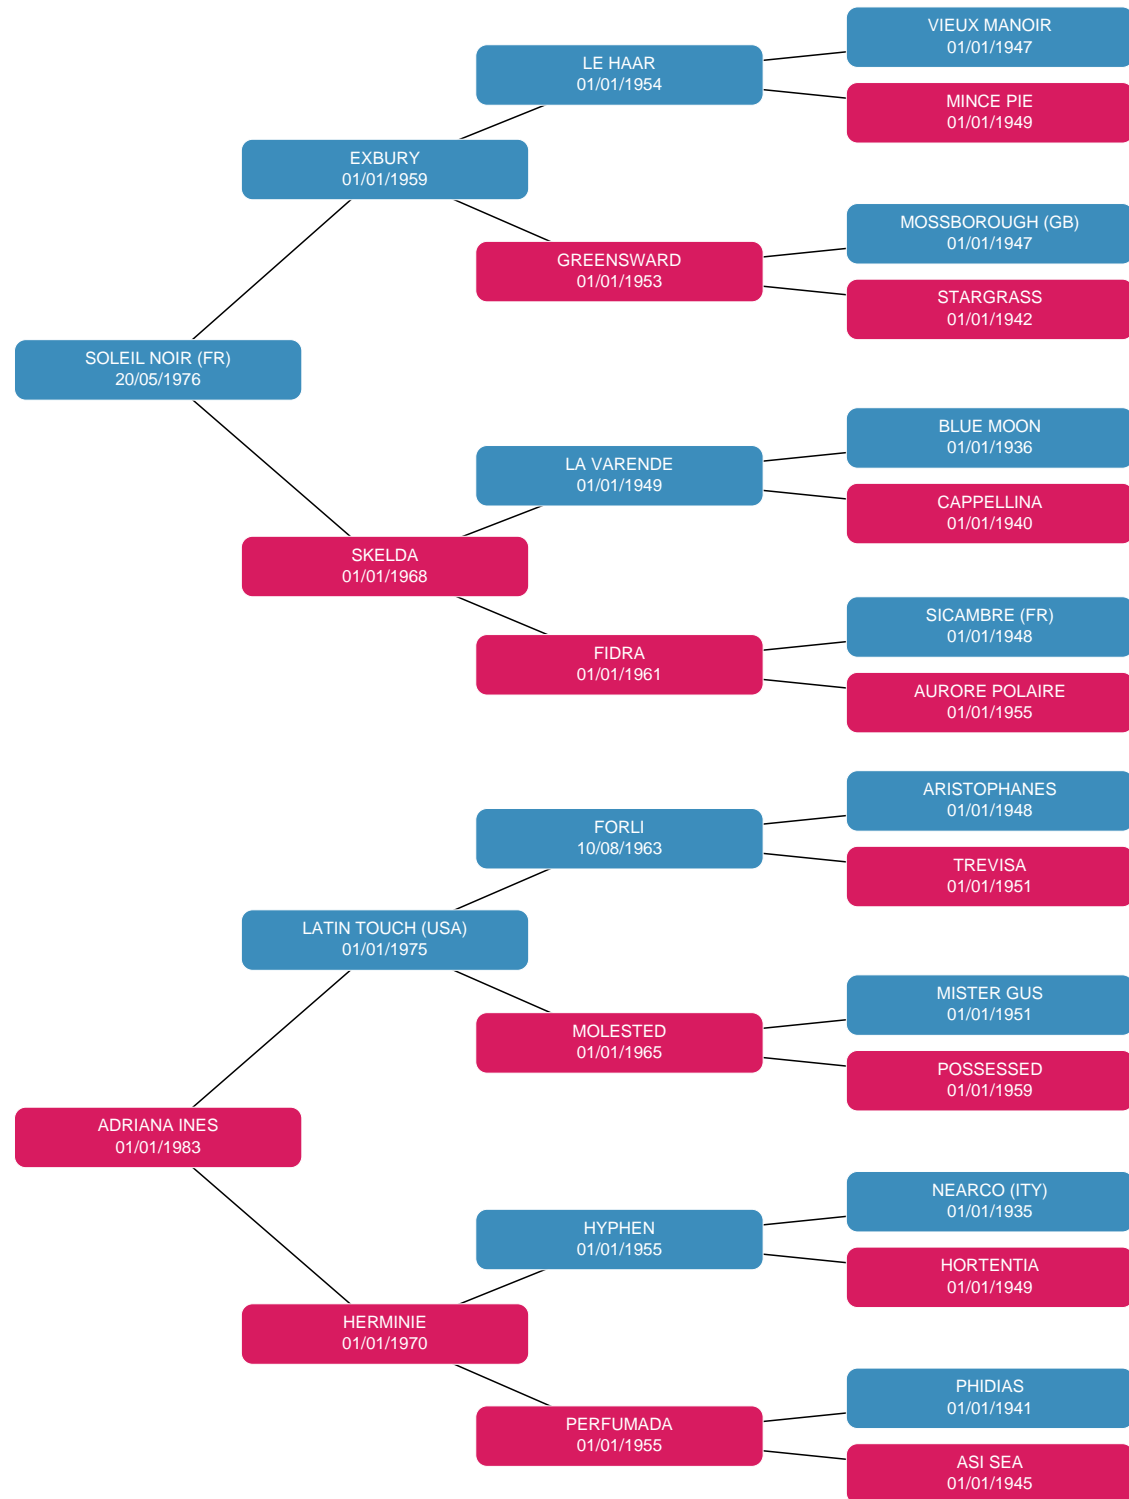 VIEUX MANOIR
01/01/1947
LE HAAR
01/01/1954
MINCE PIE
01/01/1949
EXBURY
01/01/1959
MOSSBOROUGH (GB)
01/01/1947
GREENSWARD
01/01/1953
STARGRASS
01/01/1942
SOLEIL NOIR (FR)
20/05/1976
BLUE MOON
01/01/1936
LA VARENDE
01/01/1949
CAPPELLINA
01/01/1940
SKELDA
01/01/1968
SICAMBRE (FR)
01/01/1948
FIDRA
01/01/1961
AURORE POLAIRE
01/01/1955
ARISTOPHANES
01/01/1948
FORLI
10/08/1963
TREVISA
01/01/1951
LATIN TOUCH (USA)
01/01/1975
MISTER GUS
01/01/1951
MOLESTED
01/01/1965
POSSESSED
01/01/1959
ADRIANA INES
01/01/1983
NEARCO (ITY)
01/01/1935
HYPHEN
01/01/1955
HORTENTIA
01/01/1949
HERMINIE
01/01/1970
PHIDIAS
01/01/1941
PERFUMADA
01/01/1955
ASI SEA
01/01/1945